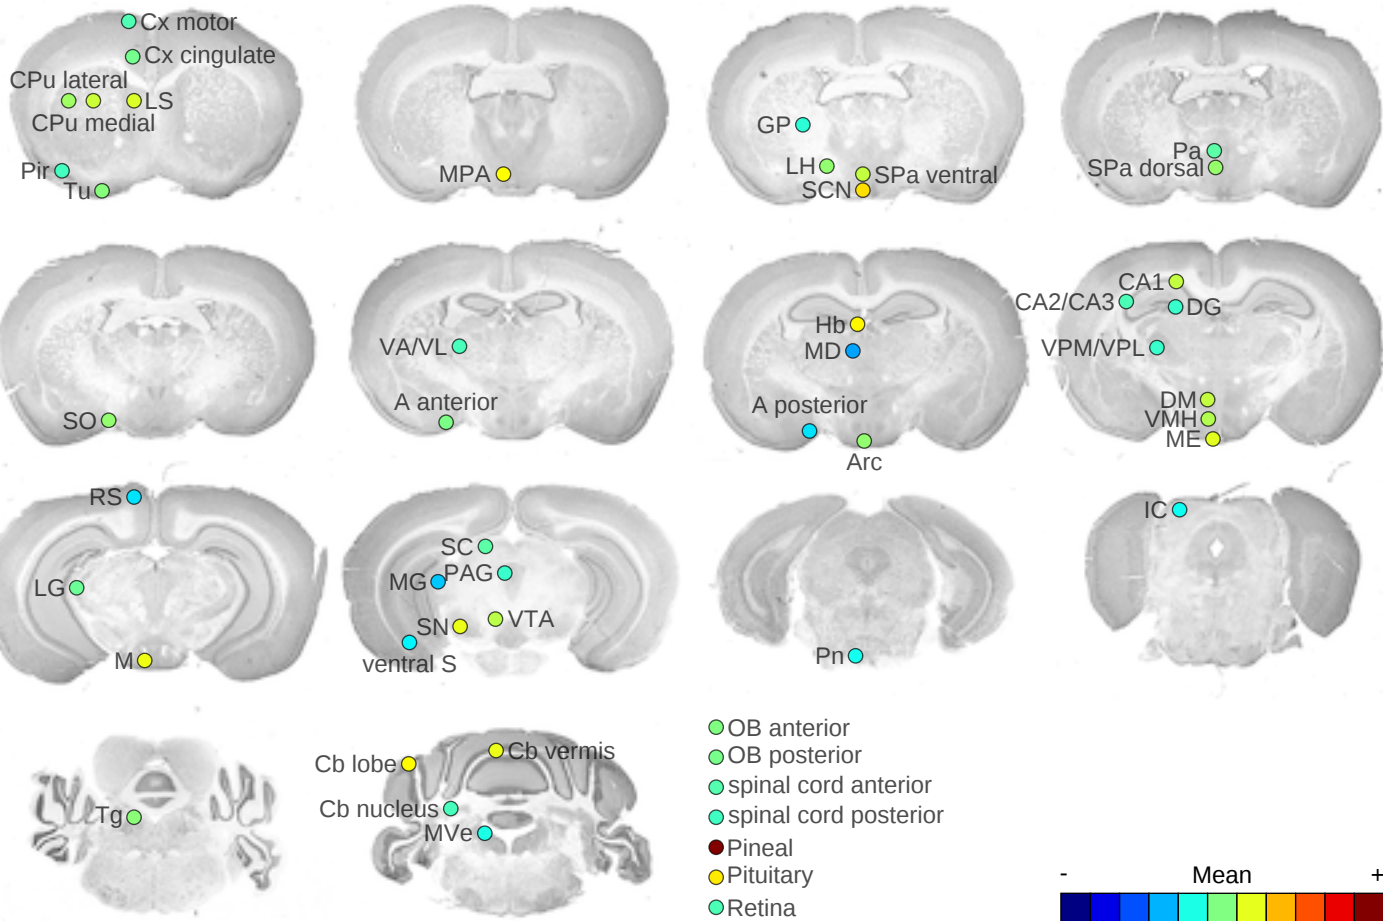 Cx motor
Cx cingulate
CPu lateral
LS
CPu medial
Pir
Tu
MPA
GP
LH
SPa ventral
SCN
Pa
SPa dorsal
SO
VA/VL
A anterior
Hb
MD
A posterior
Arc
CA1
CA2/CA3
DG
VPM/VPL
DM
VMH
ME
RS
LG
M
SC
MG
PAG
SN
VTA
ventral S
Pn
IC
Tg
Cb lobe
Cb vermis
Cb nucleus
MVe
OB anterior
OB posterior
spinal cord anterior
spinal cord posterior
Pineal
Pituitary
Retina
- Mean +